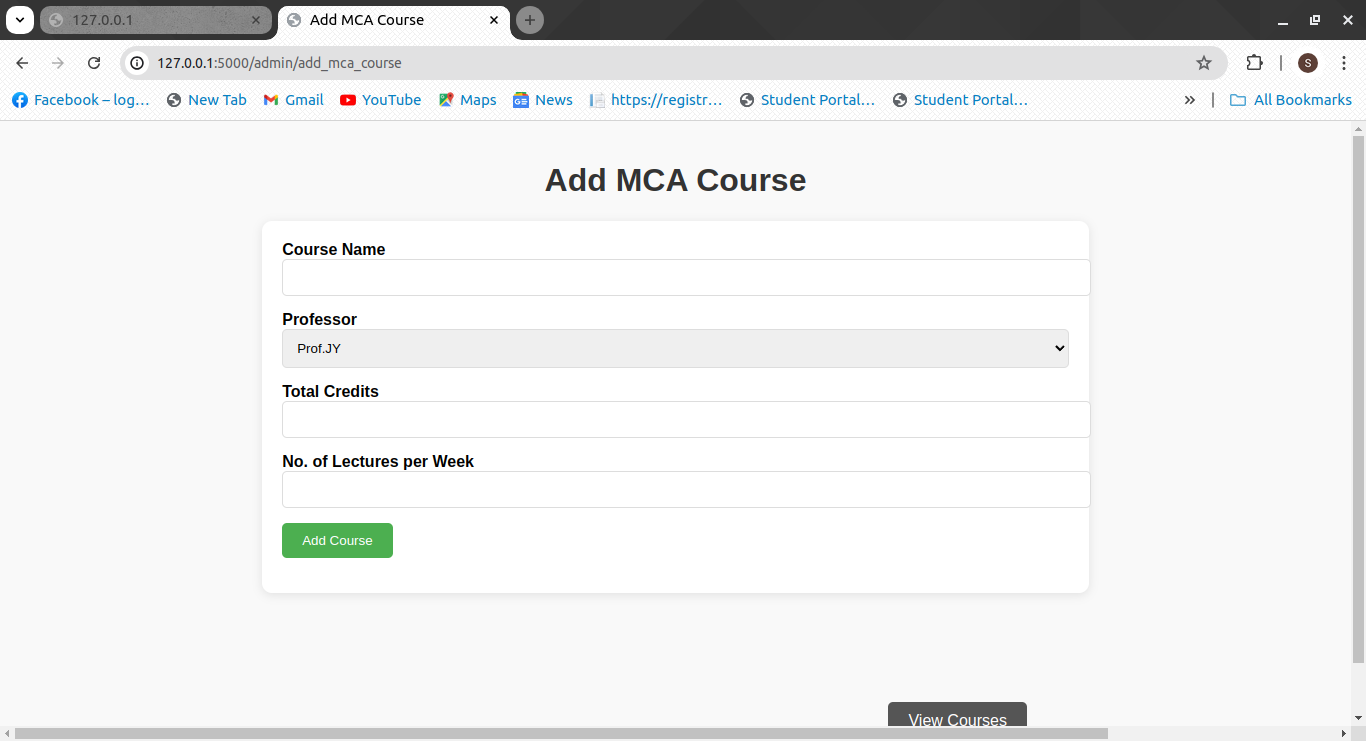 127.0.0.1
Add MCA Course
127.0.0.1:5000/admin/add_mca_course
S
Facebook – log...
New Tab
Gmail
YouTube
Maps
News
https://registr...
Student Portal...
Student Portal...
All Bookmarks
Add MCA Course
Course Name
Professor
Prof.JY
Total Credits
No. of Lectures per Week
Add Course
View Courses